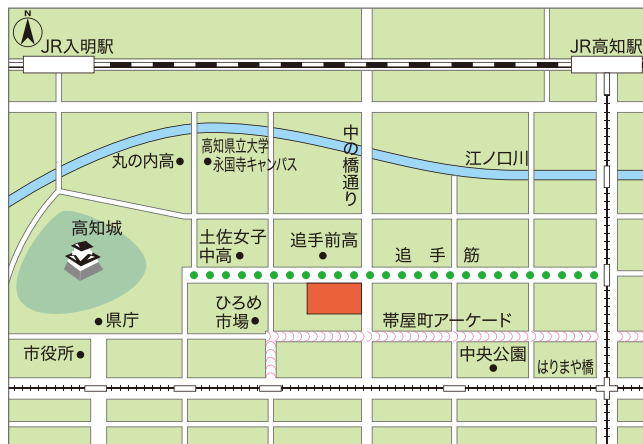 N
JR入明駅
JR高知駅
高知県立大学
永国寺キャンパス
丸の内高
中の橋通り
江ノ口川
高知城
土佐女子
中高
追手前高
追手筋
ひろめ
市場
県庁
帯屋町アーケード
市役所
中央公園
はりまや橋